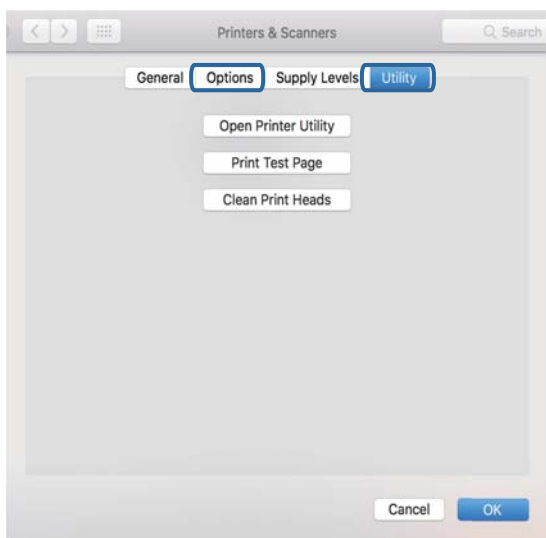 Printers & Scanners Search
General Options Supply Levels Utility
Open Printer Utility
Print Test Page
Clean Print Heads
Cancel OK